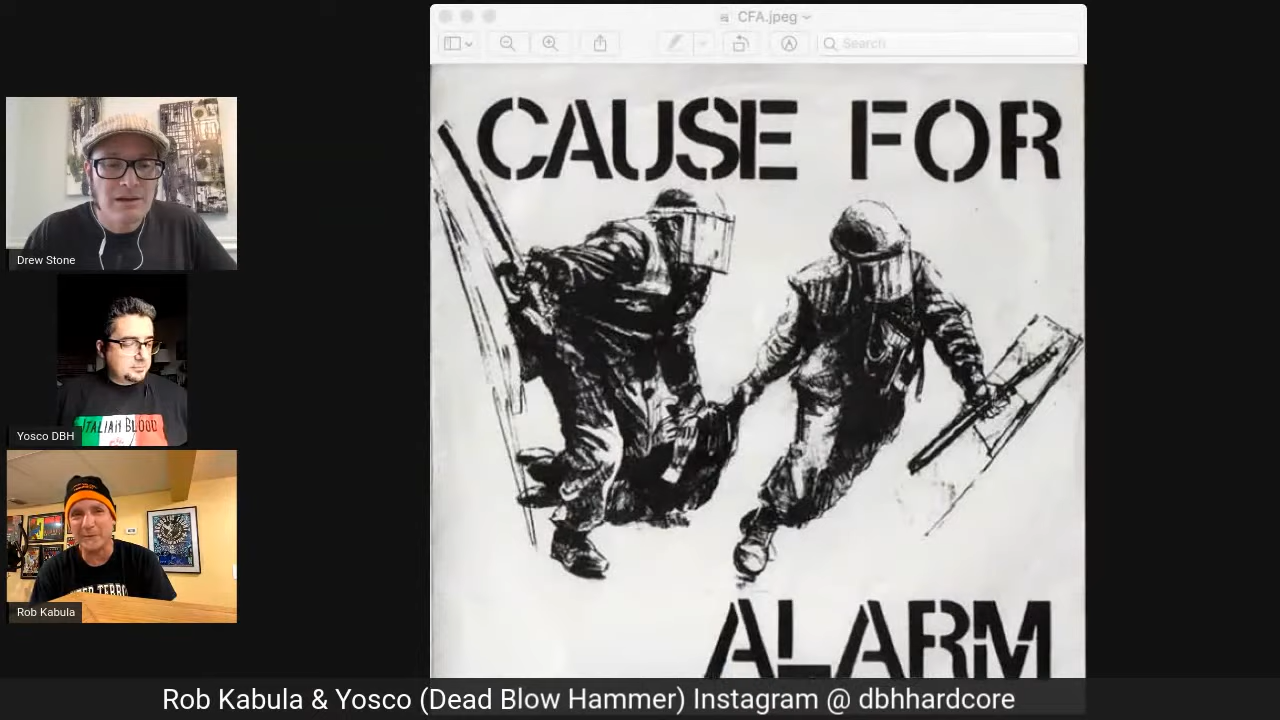 CFA.jpeg
Search
CAUSE FOR
ALARM
Drew Stone
ITALIAN BLOOD
Yosco DBH
Rob Kabula
Rob Kabula & Yosco (Dead Blow Hammer) Instagram @ dbhhardcore